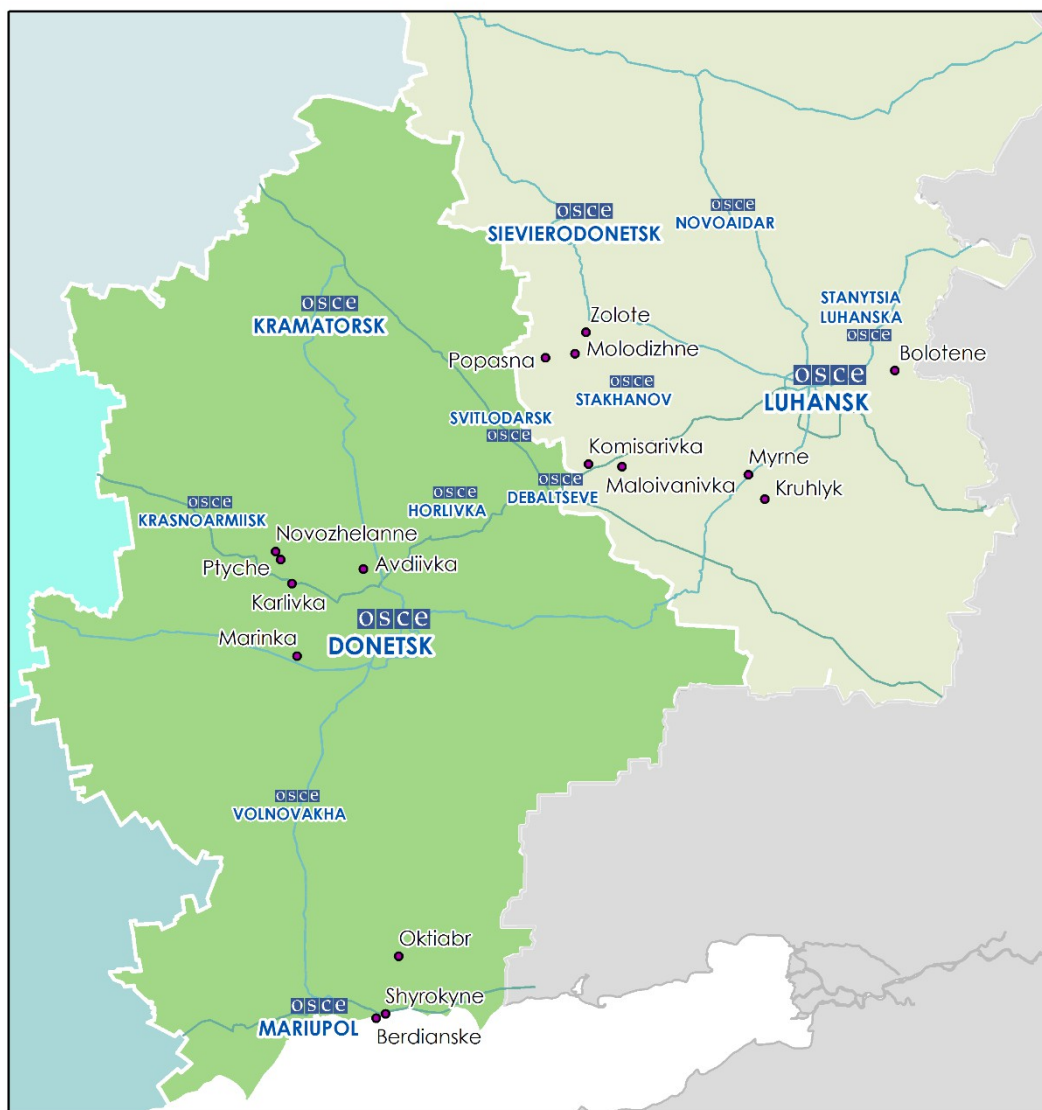 osce
SIEVIERODONETSK
osce
NOVOAIDAR
osce
KRAMATORSK
STANYTSIA
LUHANSKA
osce
Zolote
Molodizhne
Popasna
Bolotene
osce
STAKHANOV
osce
LUHANSK
SVITLODARSK
osce
Komisarivka
Maloivanivka
Myrne
Kruhlyk
osce
DEBALTSEVE
osce
HORLIVKA
osce
KRASNOARMIISK
Novozhelanne
Ptyche
Avdiivka
Karlivka
osce
DONETSK
Marinka
osce
VOLNOVAKHA
Oktiabr
Shyrokyne
osce
MARIUPOL
Berdianske